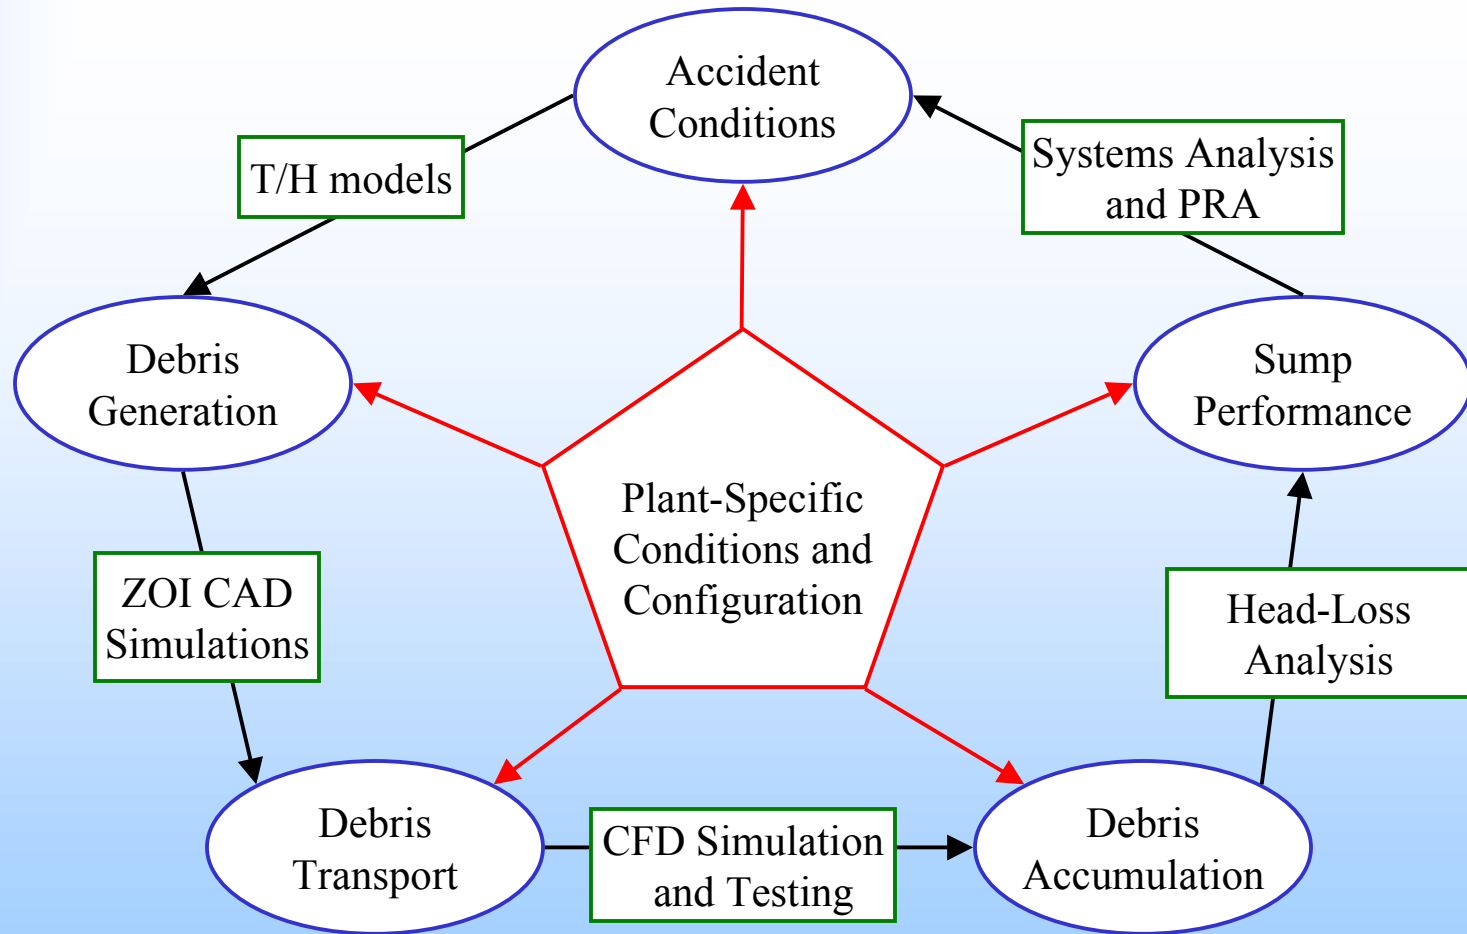 Accident
Conditions
T/H models
Systems Analysis
and PRA
Debris
Generation
Sump
Performance
Plant-Specific
Conditions and
Configuration
ZOI CAD
Simulations
Head-Loss
Analysis
Debris
Transport
CFD Simulation
and Testing
Debris
Accumulation